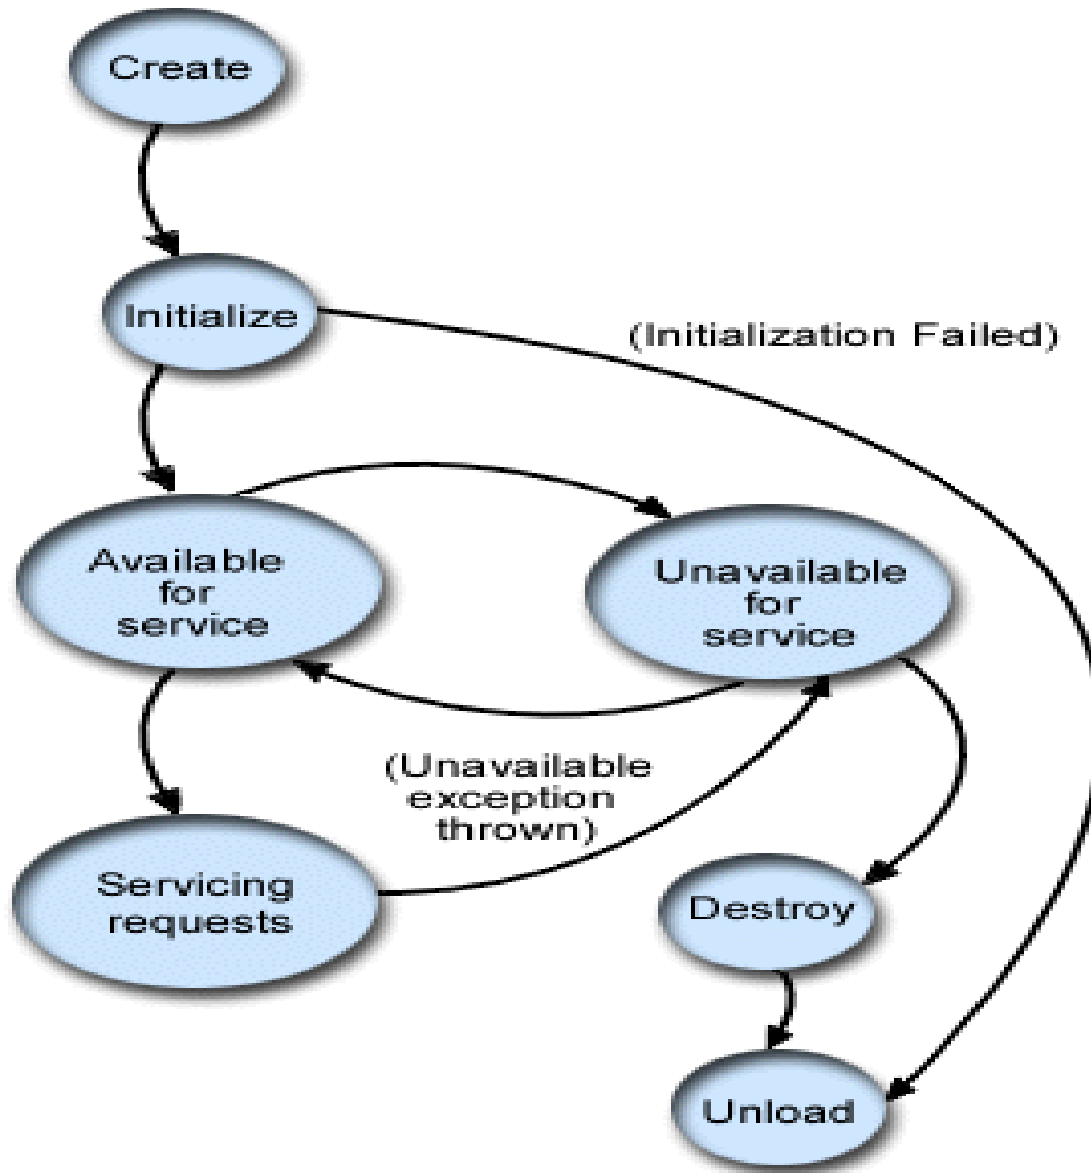 Create
Initialize
(Initialization Failed)
Available
for
service
Unavailable
for
service
(Unavailable
exception
thrown)
Servicing
requests
Destroy
Unload